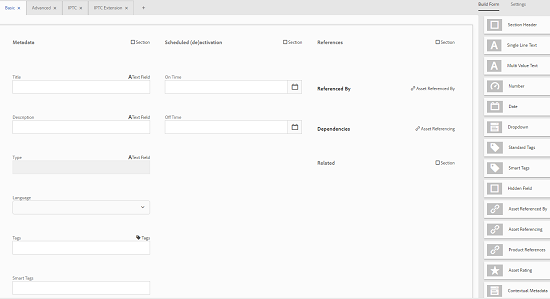 Basic × Advanced × IPTC × IPTC Extension × +
Build Form Settings
Metadata Section
Title Text Field
Description Text Field
Type Text Field
Language
Tags Tags
Smart Tags
Scheduled (de)activation Section
On Time
Off Time
References Section
Referenced By Asset Referenced By
Dependencies Asset Referencing
Related Section
Section Header
Single Line Text
Multi Value Text
Number
Date
Dropdown
Standard Tags
Smart Tags
Hidden Field
Asset Referenced By
Asset Referencing
Product References
Asset Rating
Contextual Metadata